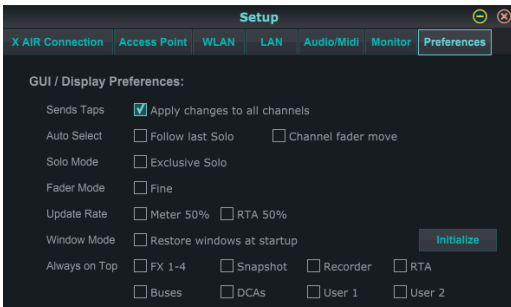 Setup
X AIR Connection Access Point WLAN LAN Audio/Midi Monitor Preferences
GUI / Display Preferences:
Sends Taps Apply changes to all channels
Auto Select Follow last Solo Channel fader move
Solo Mode Exclusive Solo
Fader Mode Fine
Update Rate Meter 50% RTA 50%
Window Mode Restore windows at startup Initialize
Always on Top FX 1-4 Snapshot Recorder RTA
Buses DCAs User 1 User 2